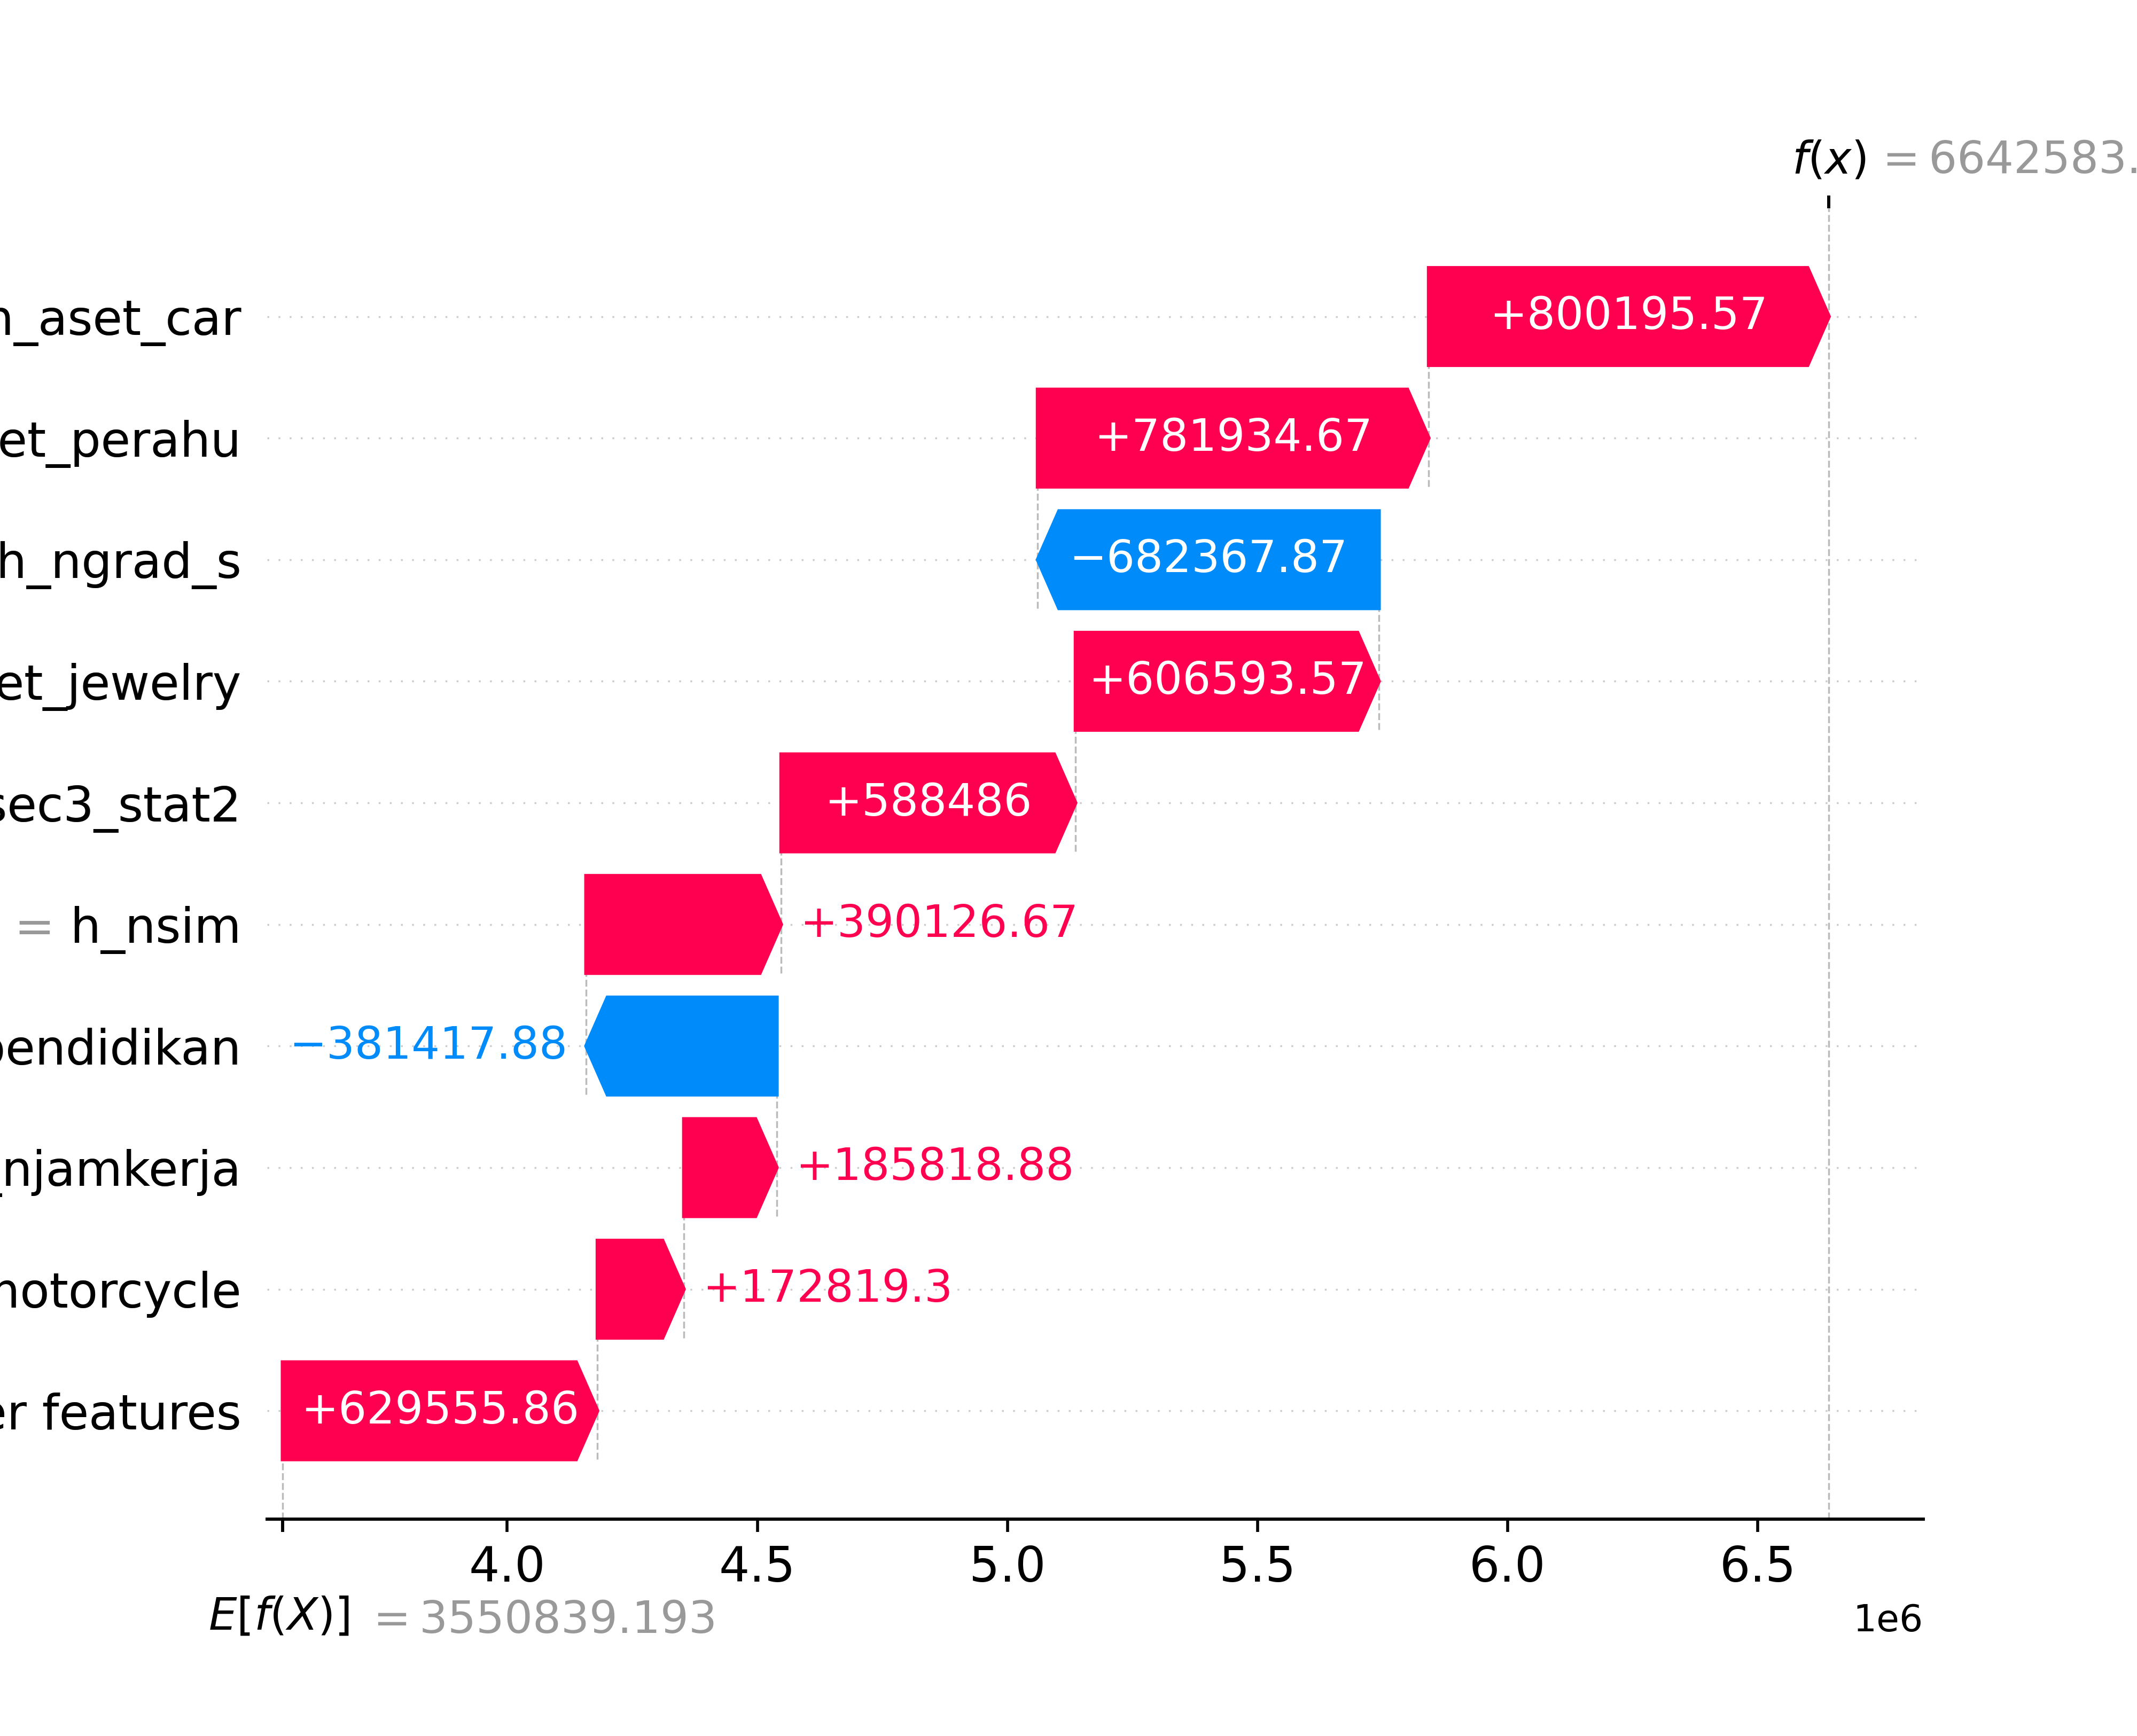 f(x) = 6642583.
n_aset_car
+800195.57
et_perahu
+781934.67
h_ngrad_s
−682367.87
et_jewelry
+606593.57
sec3_stat2
+588486
= h_nsim
+390126.67
pendidikan
−381417.88
_njamkerja
+185818.88
motorcycle
+172819.3
er features
+629555.86
4.0 4.5 5.0 5.5 6.0 6.5
E[f(X)] = 3550839.193
1e6